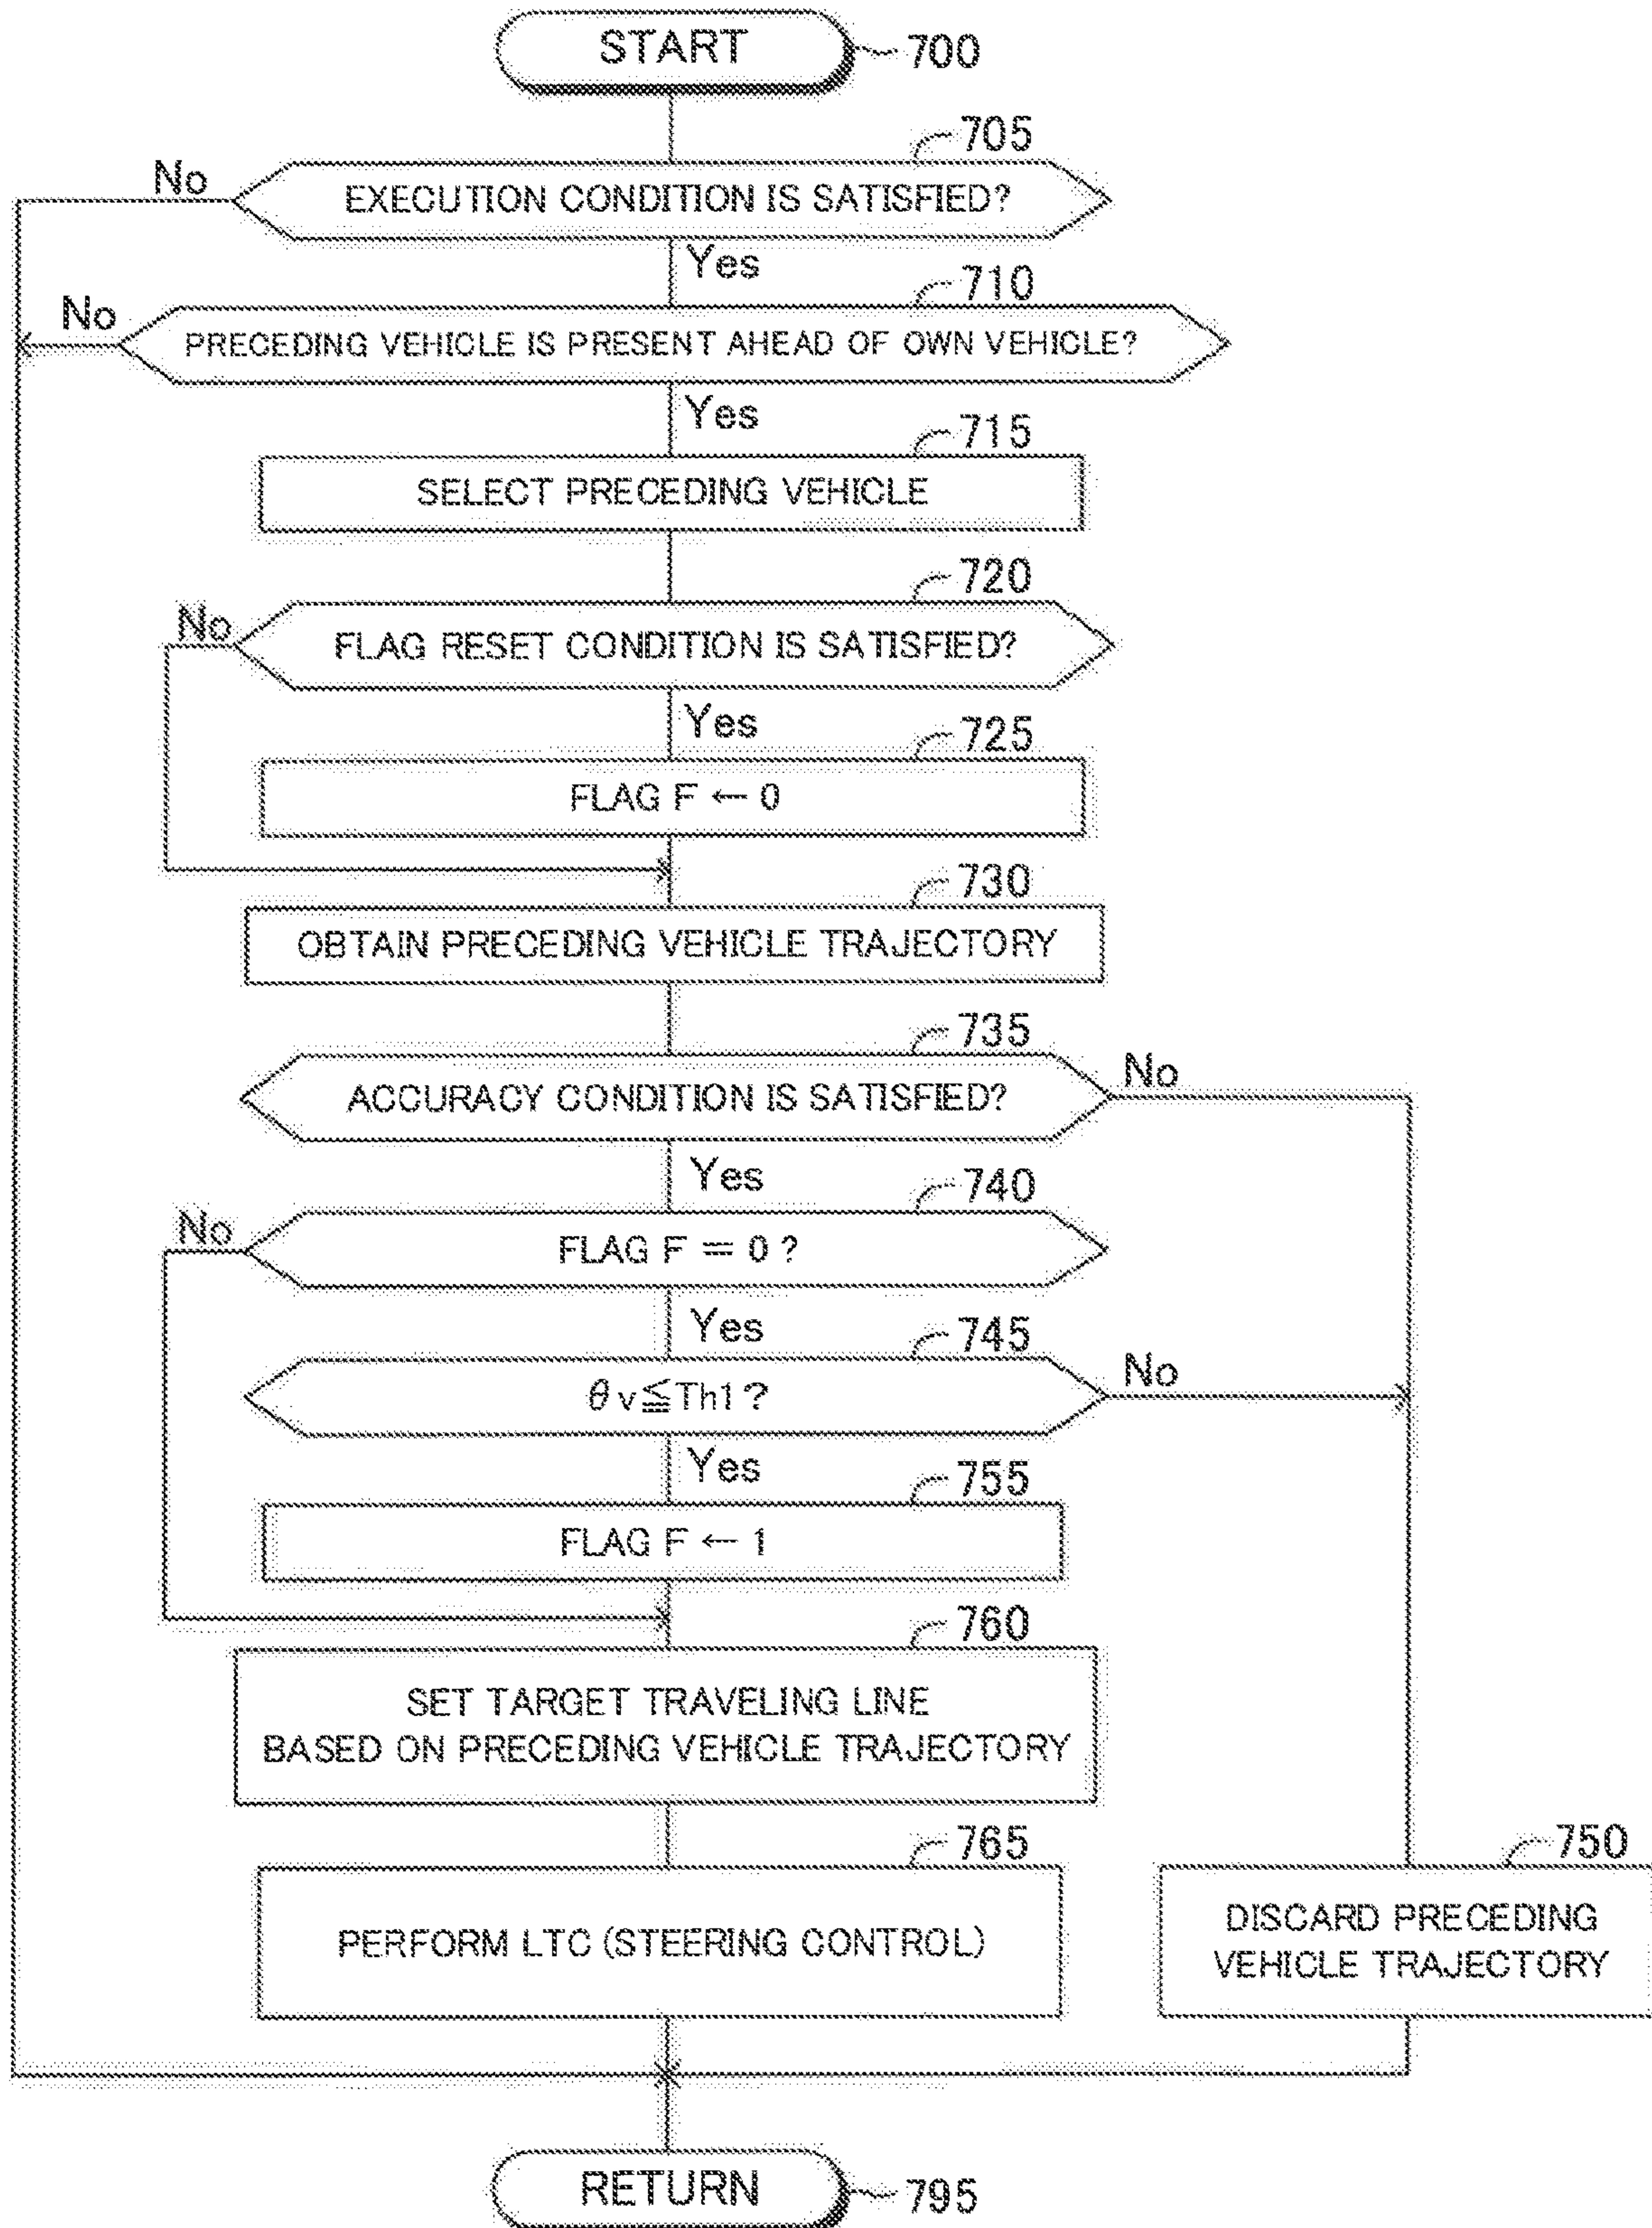 START
700
705
No
EXECUTION CONDITION IS SATISFIED?
Yes
710
No
PRECEDING VEHICLE IS PRESENT AHEAD OF OWN VEHICLE?
Yes
715
SELECT PRECEDING VEHICLE
720
No
FLAG RESET CONDITION IS SATISFIED?
Yes
725
FLAG F ← 0
730
OBTAIN PRECEDING VEHICLE TRAJECTORY
735
No
ACCURACY CONDITION IS SATISFIED?
Yes
740
No
FLAG F = 0 ?
Yes
745
No
θv≦Th1 ?
Yes
755
FLAG F ← 1
760
SET TARGET TRAVELING LINE
BASED ON PRECEDING VEHICLE TRAJECTORY
765
PERFORM LTC (STEERING CONTROL)
750
DISCARD PRECEDING
VEHICLE TRAJECTORY
RETURN
795